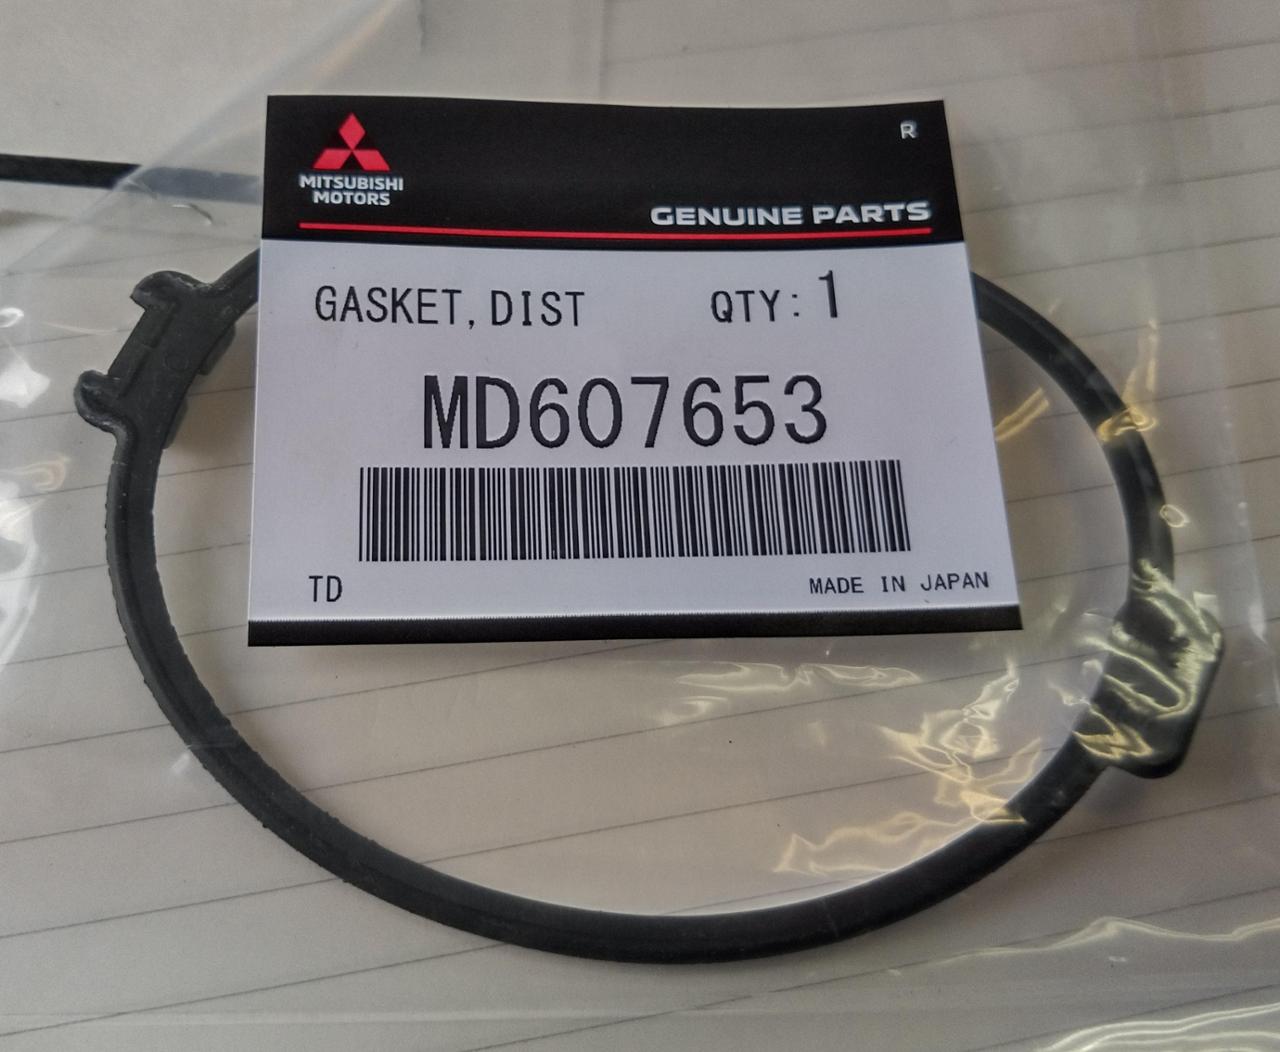 R
MITSUBISHI
MOTORS
GENUINE PARTS
GASKET, DIST QTY: 1
MD607653
TD MADE IN JAPAN